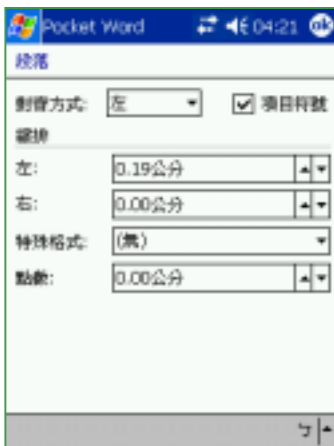 Pocket Word 04:21 ok
段落
對齊方式: 左 項目符號
縮排
左: 0.19公分
右: 0.00公分
特殊格式: (無)
點數: 0.00公分
ㄅ